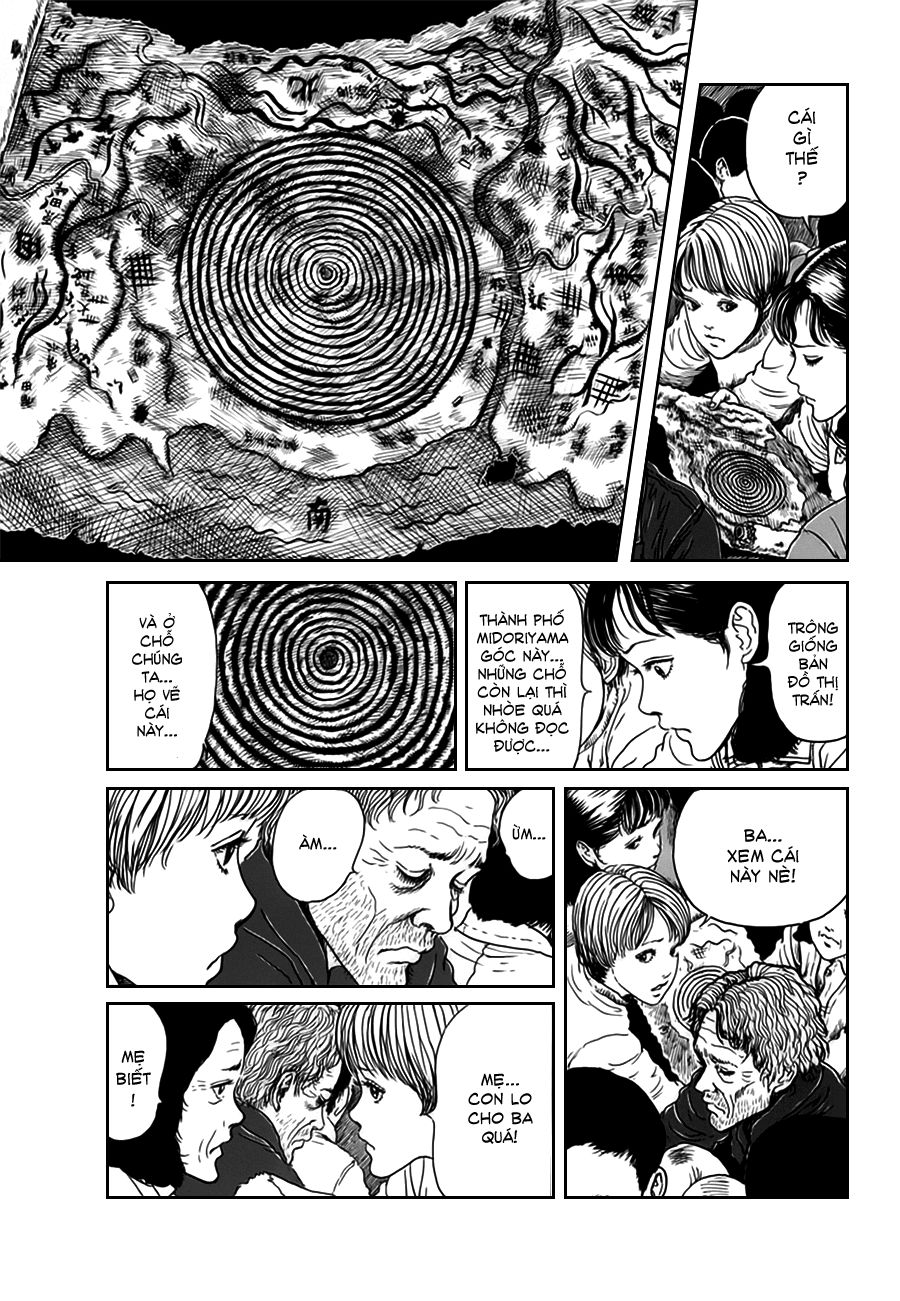 CÁI
GÌ
THẾ
?
南
TRÔNG
GIỐNG
BẢN
ĐỒ THỊ
TRẤN!
THÀNH PHỐ
MIDORIYAMA
GÓC NÀY...
NHỮNG CHỖ
CÒN LẠI THÌ
NHÒE QUÁ
KHÔNG ĐỌC
ĐƯỢC...
VÀ Ở
CHỖ
CHÚNG
TA...
HỌ VẼ
CÁI
NÀY...
BA...
XEM CÁI
NÀY NÈ!
ỪM...
ÀM...
MẸ...
CON LO
CHO BA
QUÁ!
MẸ
BIẾT
!